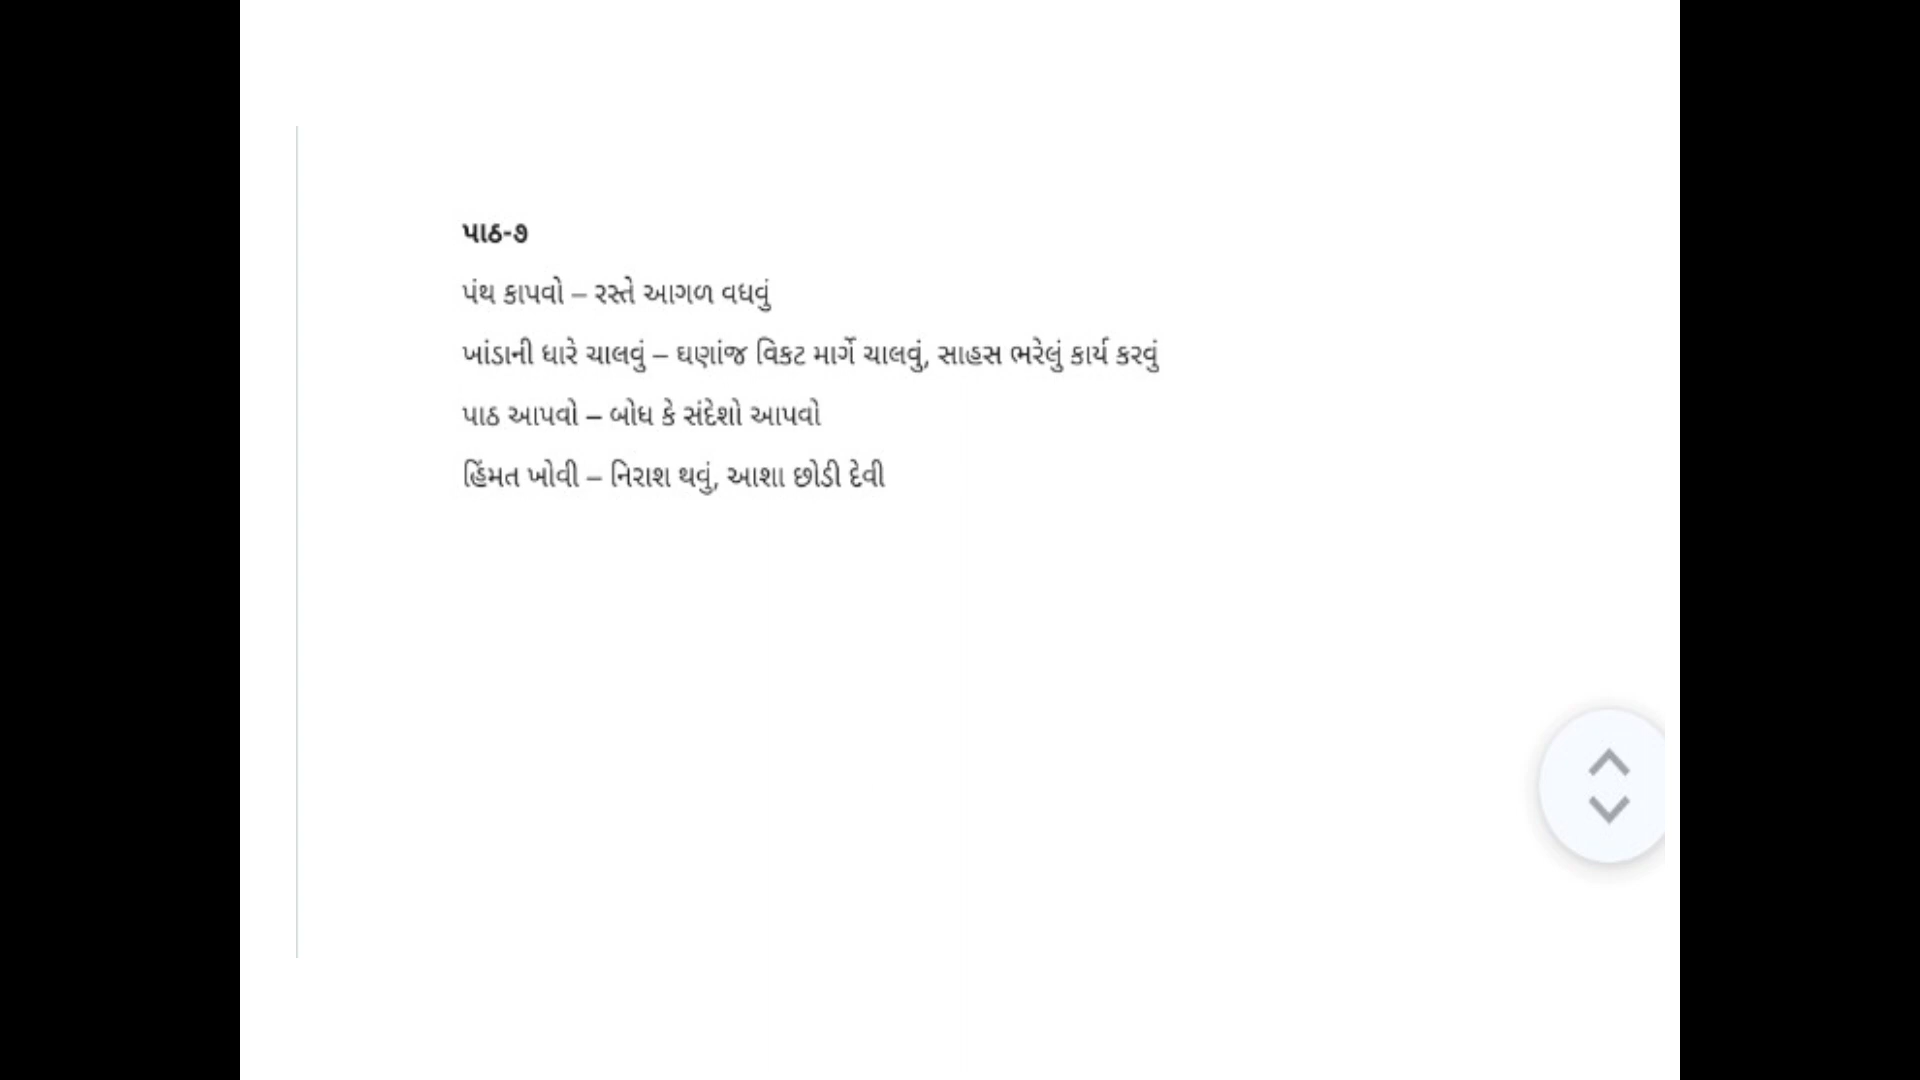 પાઠ-૭
પંથ કાપવો – રસ્તે આગળ વધવું
ખાંડાની ધારે ચાલવું – ઘણાંજ વિકટ માર્ગે ચાલવું, સાહસ ભરેલું કાર્ય કરવું
પાઠ આપવો – બોધ કે સંદેશો આપવો
હિંમત ખોવી – નિરાશ થવું, આશા છોડી દેવી